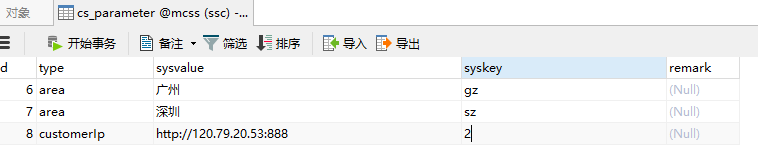 对象 cs_parameter @mcss (ssc) -...
开始事务 备注 筛选 排序 导入 导出
d type sysvalue syskey remark
6 area 广州 gz (Null)
7 area 深圳 sz (Null)
8 customerIp http://120.79.20.53:888 2 (Null)